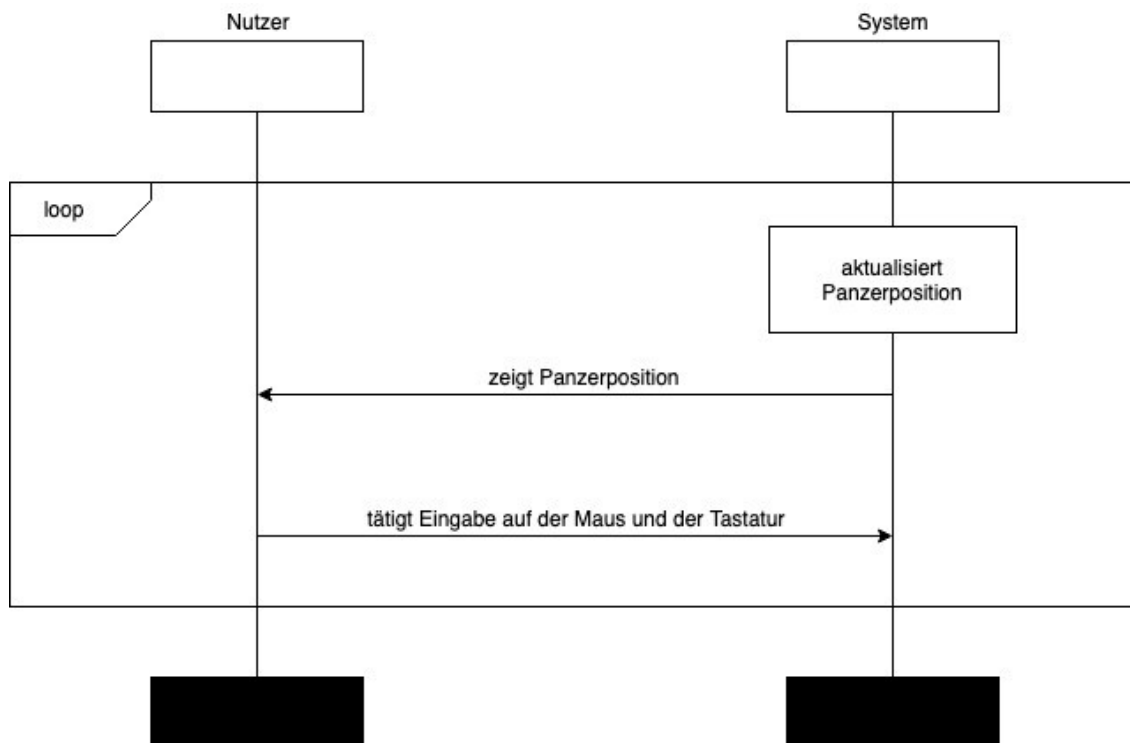 Nutzer
System
loop
aktualisiert
Panzerposition
zeigt Panzerposition
tätigt Eingabe auf der Maus und der Tastatur